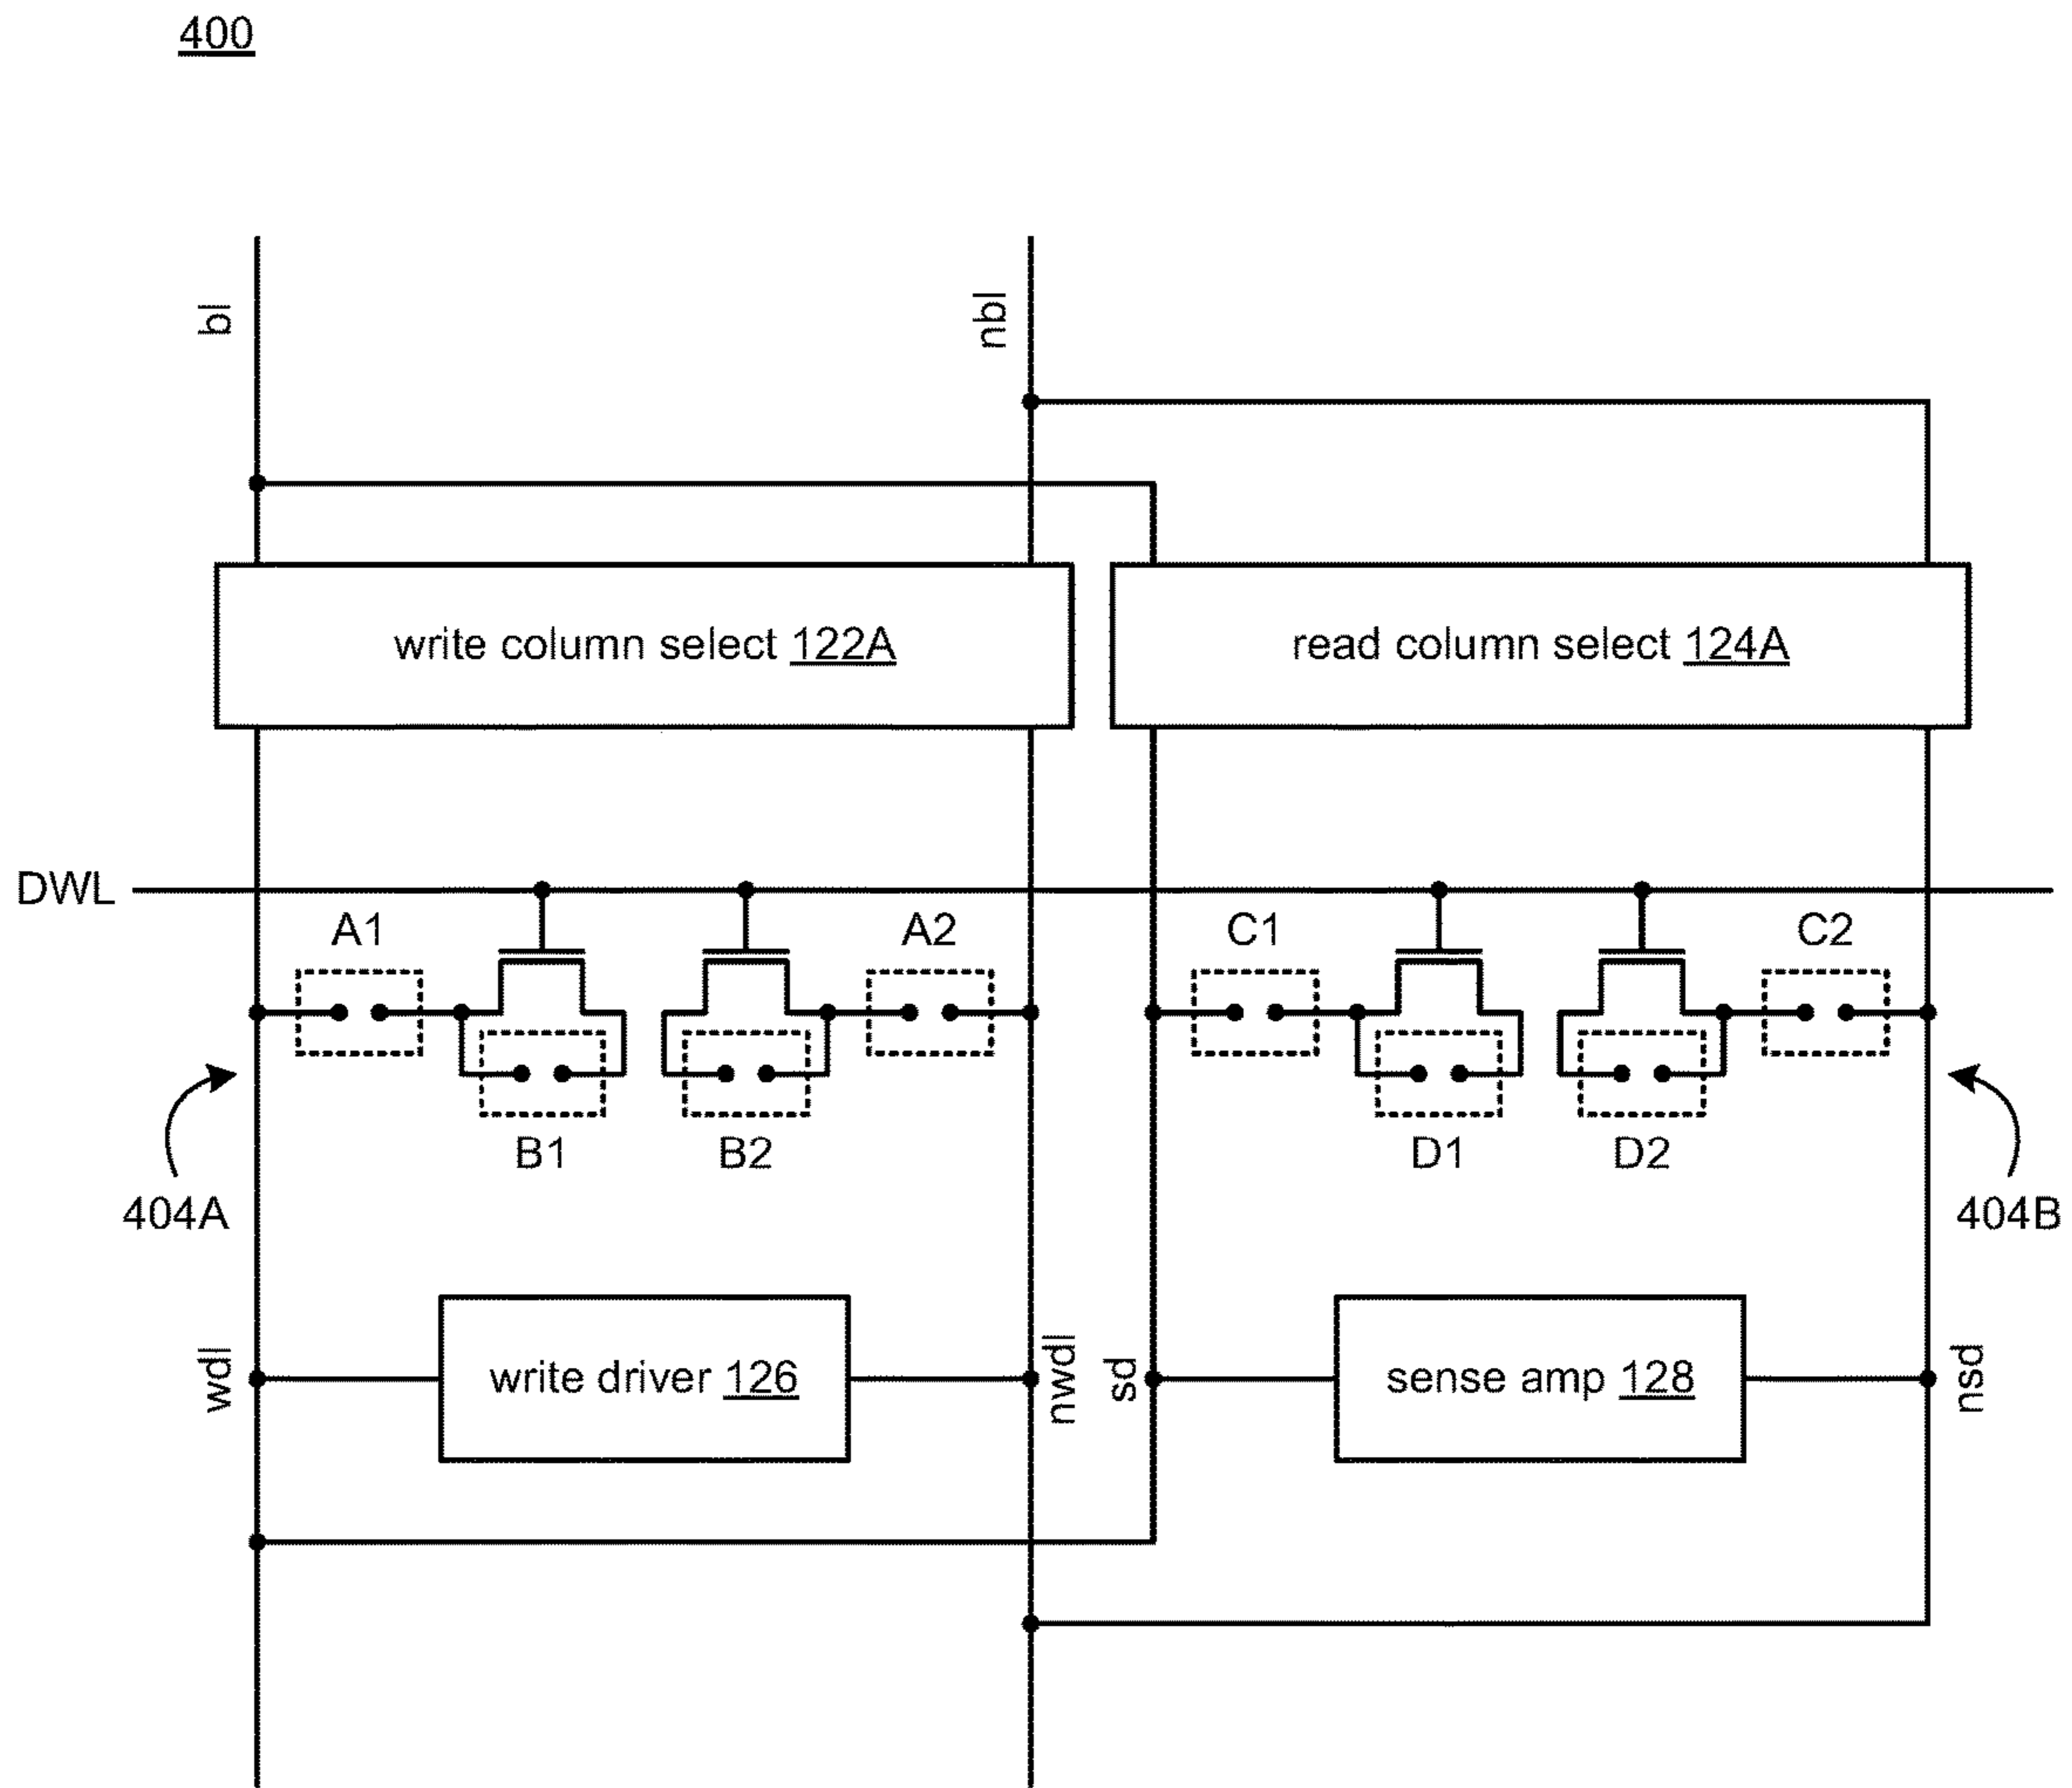 400
bl
nbl
write column select 122A
read column select 124A
DWL
A1
A2
C1
C2
B1
B2
D1
D2
404A
404B
wdl
write driver 126
nwdl
sd
sense amp 128
nsd